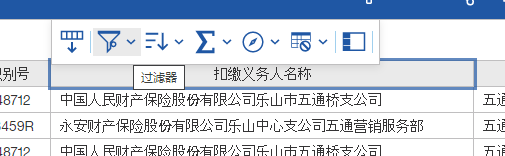 过滤器
识别号 扣缴义务人名称
48712 中国人民财产保险股份有限公司乐山市五通桥支公司 五通
6459R 永安财产保险股份有限公司乐山中心支公司五通营销服务部
48712 中国人民财产保险股份有限公司乐山市五通桥支公司 五通